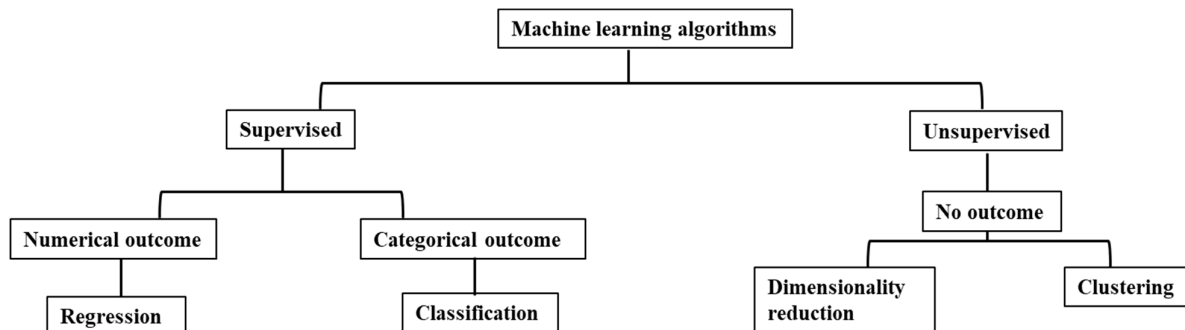 Machine learning algorithms
Supervised
Unsupervised
Numerical outcome
Categorical outcome
No outcome
Regression
Classification
Dimensionality
reduction
Clustering